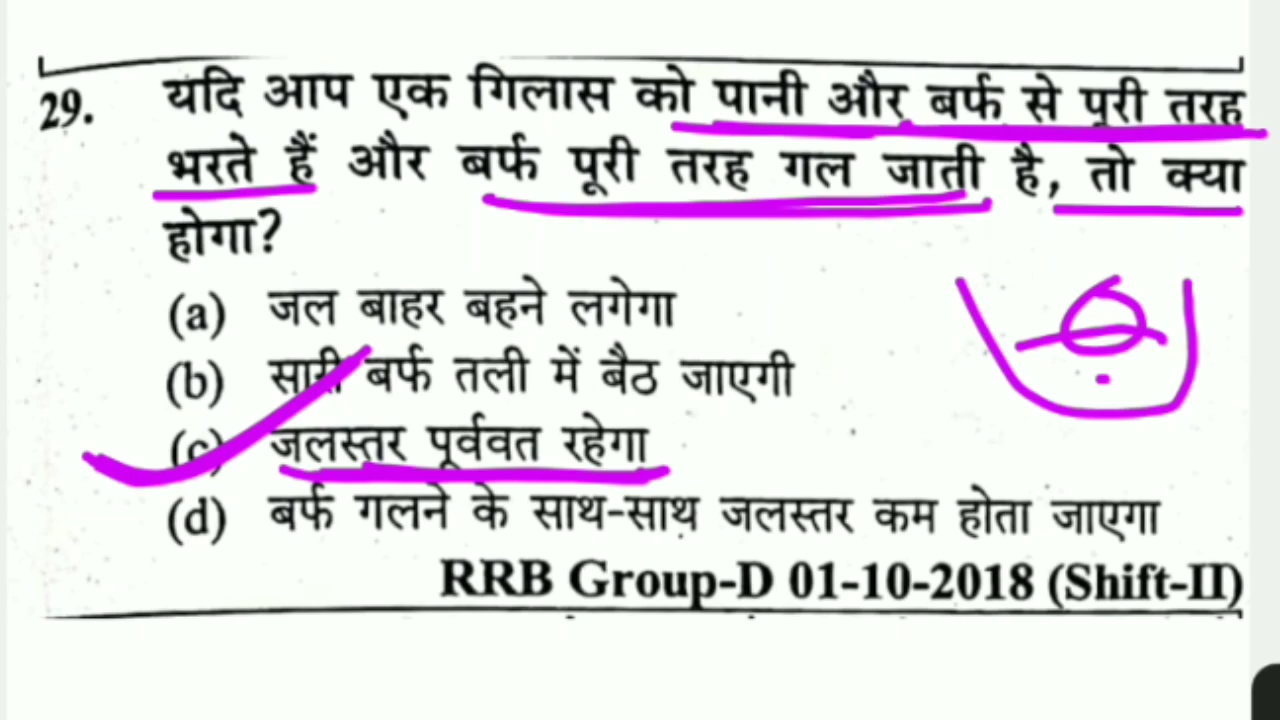 29. यदि आप एक गिलास को पानी और बर्फ से पूरी तरह
भरते हैं और बर्फ पूरी तरह गल जाती है, तो क्या
होगा?
(a) जल बाहर बहने लगेगा
(b) सारी बर्फ तली में बैठ जाएगी
(c) जलस्तर पूर्ववत रहेगा
(d) बर्फ गलने के साथ-साथ जलस्तर कम होता जाएगा
RRB Group-D 01-10-2018 (Shift-II)